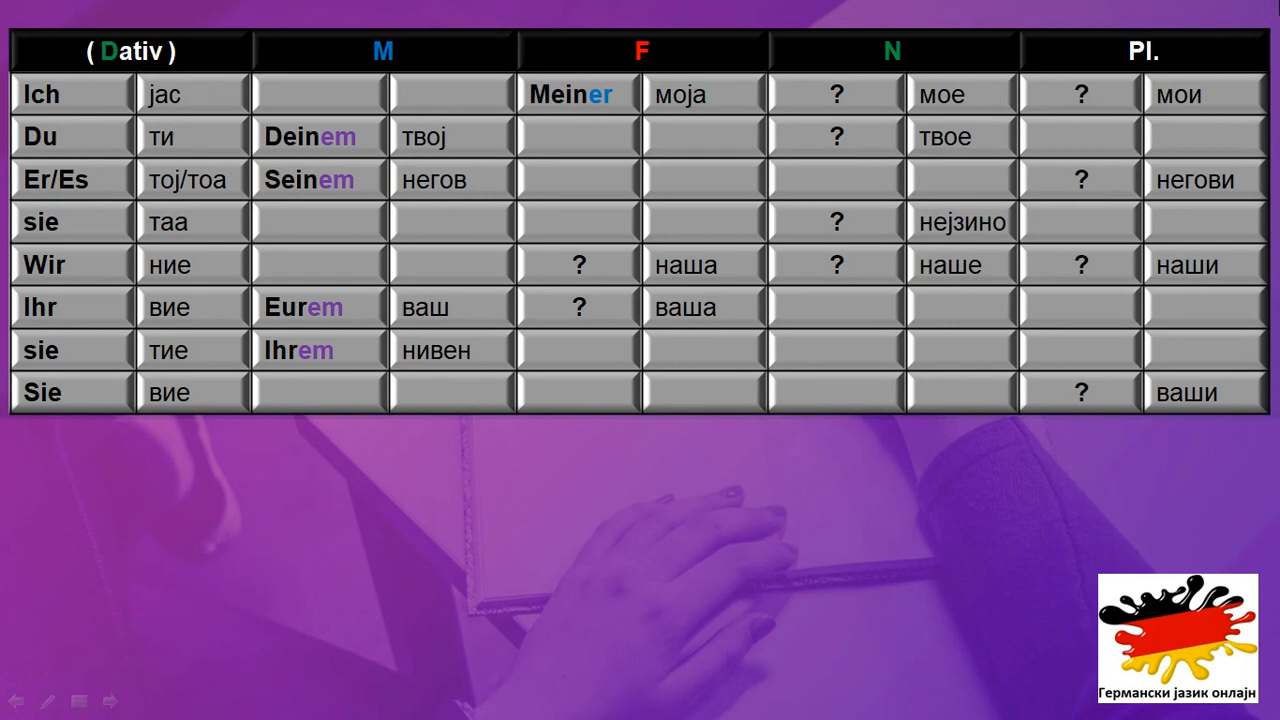 ( Dativ ) M F N Pl.
Ich јас Meiner моја ? мое ? мои
Du ти Deinem твој ? твое
Er/Es тој/тоа Seinem негов ? негови
sie таа ? нејзино
Wir ние ? наша ? наше ? наши
Ihr вие Eurem ваш ? ваша
sie тие Ihrem нивен
Sie вие ? ваши
Германски јазик онлајн